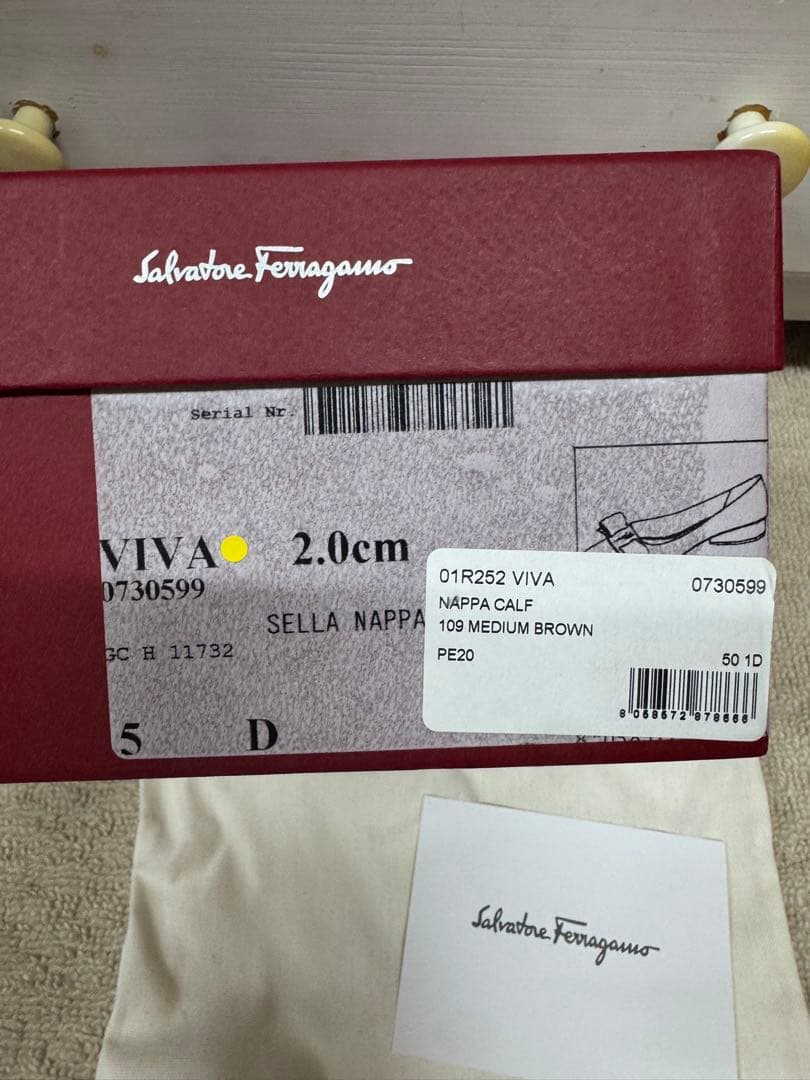 Salvatore Ferragamo
Serial Nr.
VIVA 2.0cm
0730599
SELLA NAPPA
GC H 11732
5 D
01R252 VIVA 0730599
NAPPA CALF
109 MEDIUM BROWN
PE20 50 1D
Salvatore Ferragamo